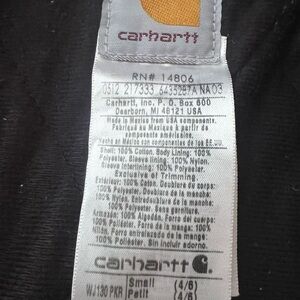 carhartt
RN# 14806
0512 217333 6435287A NA03
Carhartt, Inc. P. O. Box 600
Dearborn, MI 48121 USA
Made in Mexico from USA components.
Fabriqué au Mexique à partir de
composants américains.
Hecho en México con componentes de los EE.UU.
Shell: 100% Cotton. Body Lining: 100%
Polyester. Sleeve lining: 100% Nylon.
Sleeve Interlining: 100% Polyester.
Exclusive of Trimming.
Extérieur: 100% Coton. Doublure du corps:
100% Polyester. Doublure de la manche:
100% Nylon. Entredoublure de la manche:
100% Polyester. Sans garniture.
Armazón: 100% Algodón. Forro del cuerpo:
100% Poliéster. Forro de la manga: 100%
Nilón. Forro entretelado de la manga:
100% Poliéster. Sin incluir adorno.
carhartt
WJ130 PKR
Small (4/6)
Petit (4/6)